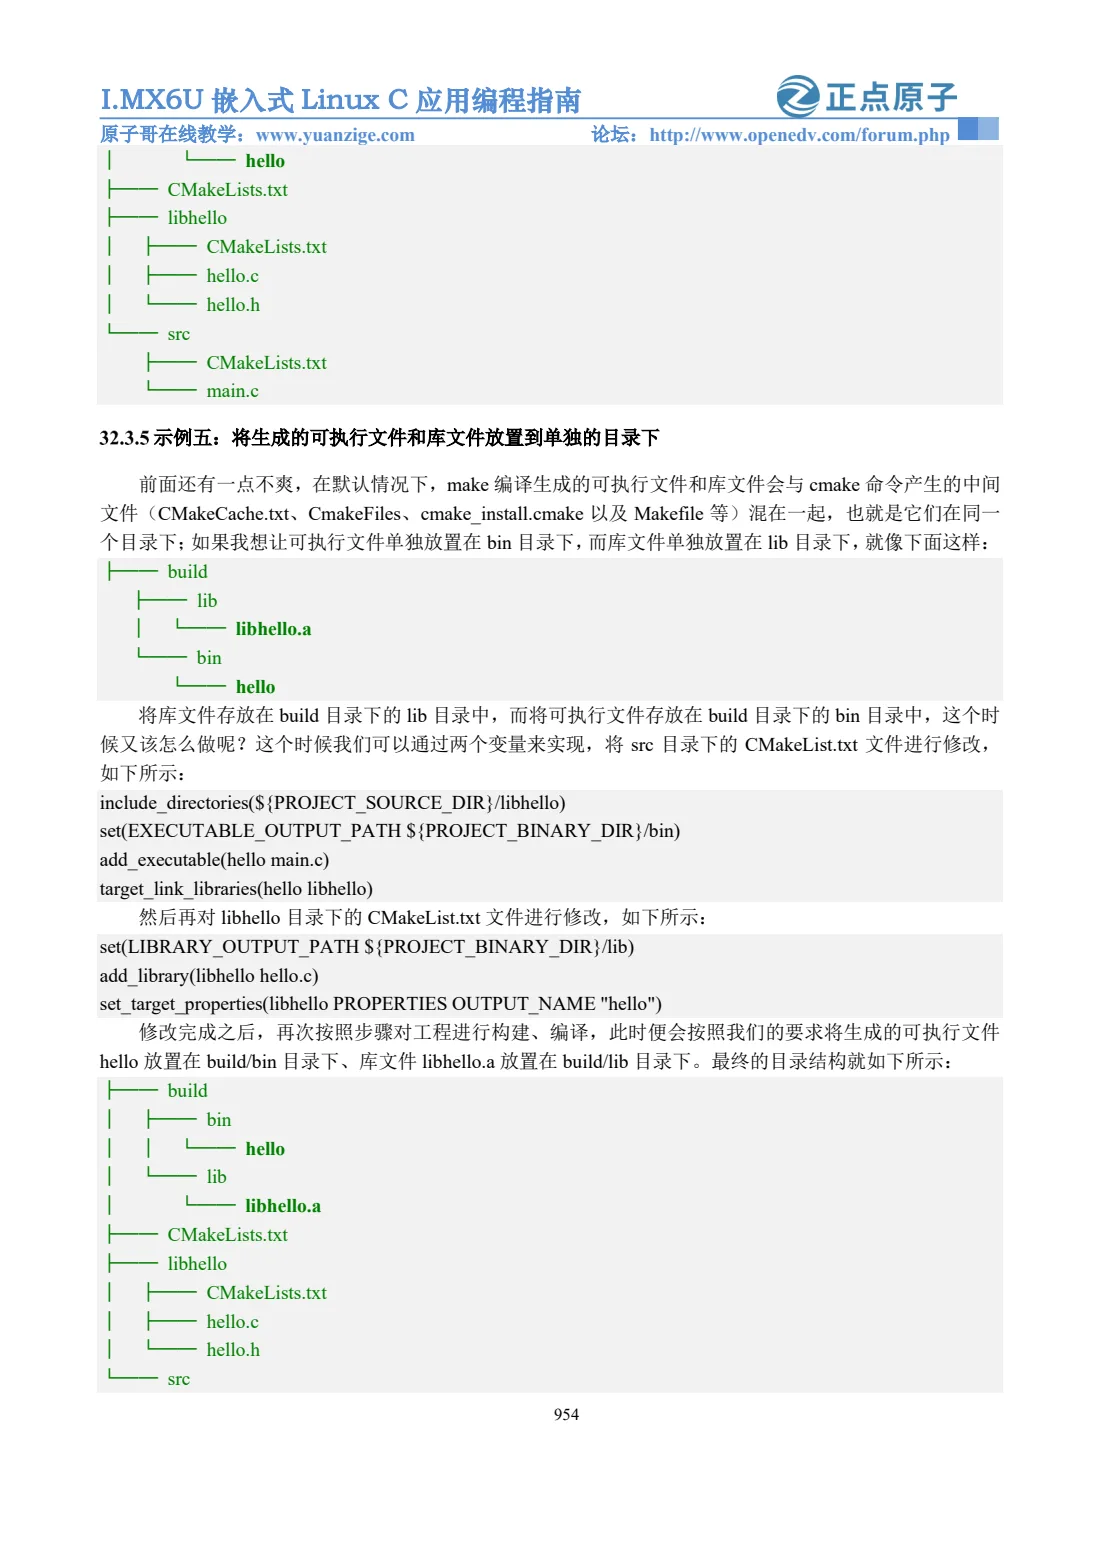 I.MX6U 嵌入式 Linux C 应用编程指南
正点原子
原子哥在线教学：www.yuanzige.com 论坛：http://www.openedv.com/forum.php
│       └── hello
├── CMakeLists.txt
├── libhello
│   ├── CMakeLists.txt
│   ├── hello.c
│   └── hello.h
└── src
    ├── CMakeLists.txt
    └── main.c
32.3.5 示例五：将生成的可执行文件和库文件放置到单独的目录下
前面还有一点不爽，在默认情况下，make 编译生成的可执行文件和库文件会与 cmake 命令产生的中间
文件（CMakeCache.txt、CmakeFiles、cmake_install.cmake 以及 Makefile 等）混在一起，也就是它们在同一
个目录下；如果我想让可执行文件单独放置在 bin 目录下，而库文件单独放置在 lib 目录下，就像下面这样：
├── build
   ├── lib
   │   └── libhello.a
   └── bin
       └── hello
将库文件存放在 build 目录下的 lib 目录中，而将可执行文件存放在 build 目录下的 bin 目录中，这个时
候又该怎么做呢？这个时候我们可以通过两个变量来实现，将 src 目录下的 CMakeList.txt 文件进行修改，
如下所示：
include_directories(${PROJECT_SOURCE_DIR}/libhello)
set(EXECUTABLE_OUTPUT_PATH ${PROJECT_BINARY_DIR}/bin)
add_executable(hello main.c)
target_link_libraries(hello libhello)
然后再对 libhello 目录下的 CMakeList.txt 文件进行修改，如下所示：
set(LIBRARY_OUTPUT_PATH ${PROJECT_BINARY_DIR}/lib)
add_library(libhello hello.c)
set_target_properties(libhello PROPERTIES OUTPUT_NAME "hello")
修改完成之后，再次按照步骤对工程进行构建、编译，此时便会按照我们的要求将生成的可执行文件
hello 放置在 build/bin 目录下、库文件 libhello.a 放置在 build/lib 目录下。最终的目录结构就如下所示：
├── build
│   ├── bin
│   │   └── hello
│   └── lib
│       └── libhello.a
├── CMakeLists.txt
├── libhello
│   ├── CMakeLists.txt
│   ├── hello.c
│   └── hello.h
└── src
954